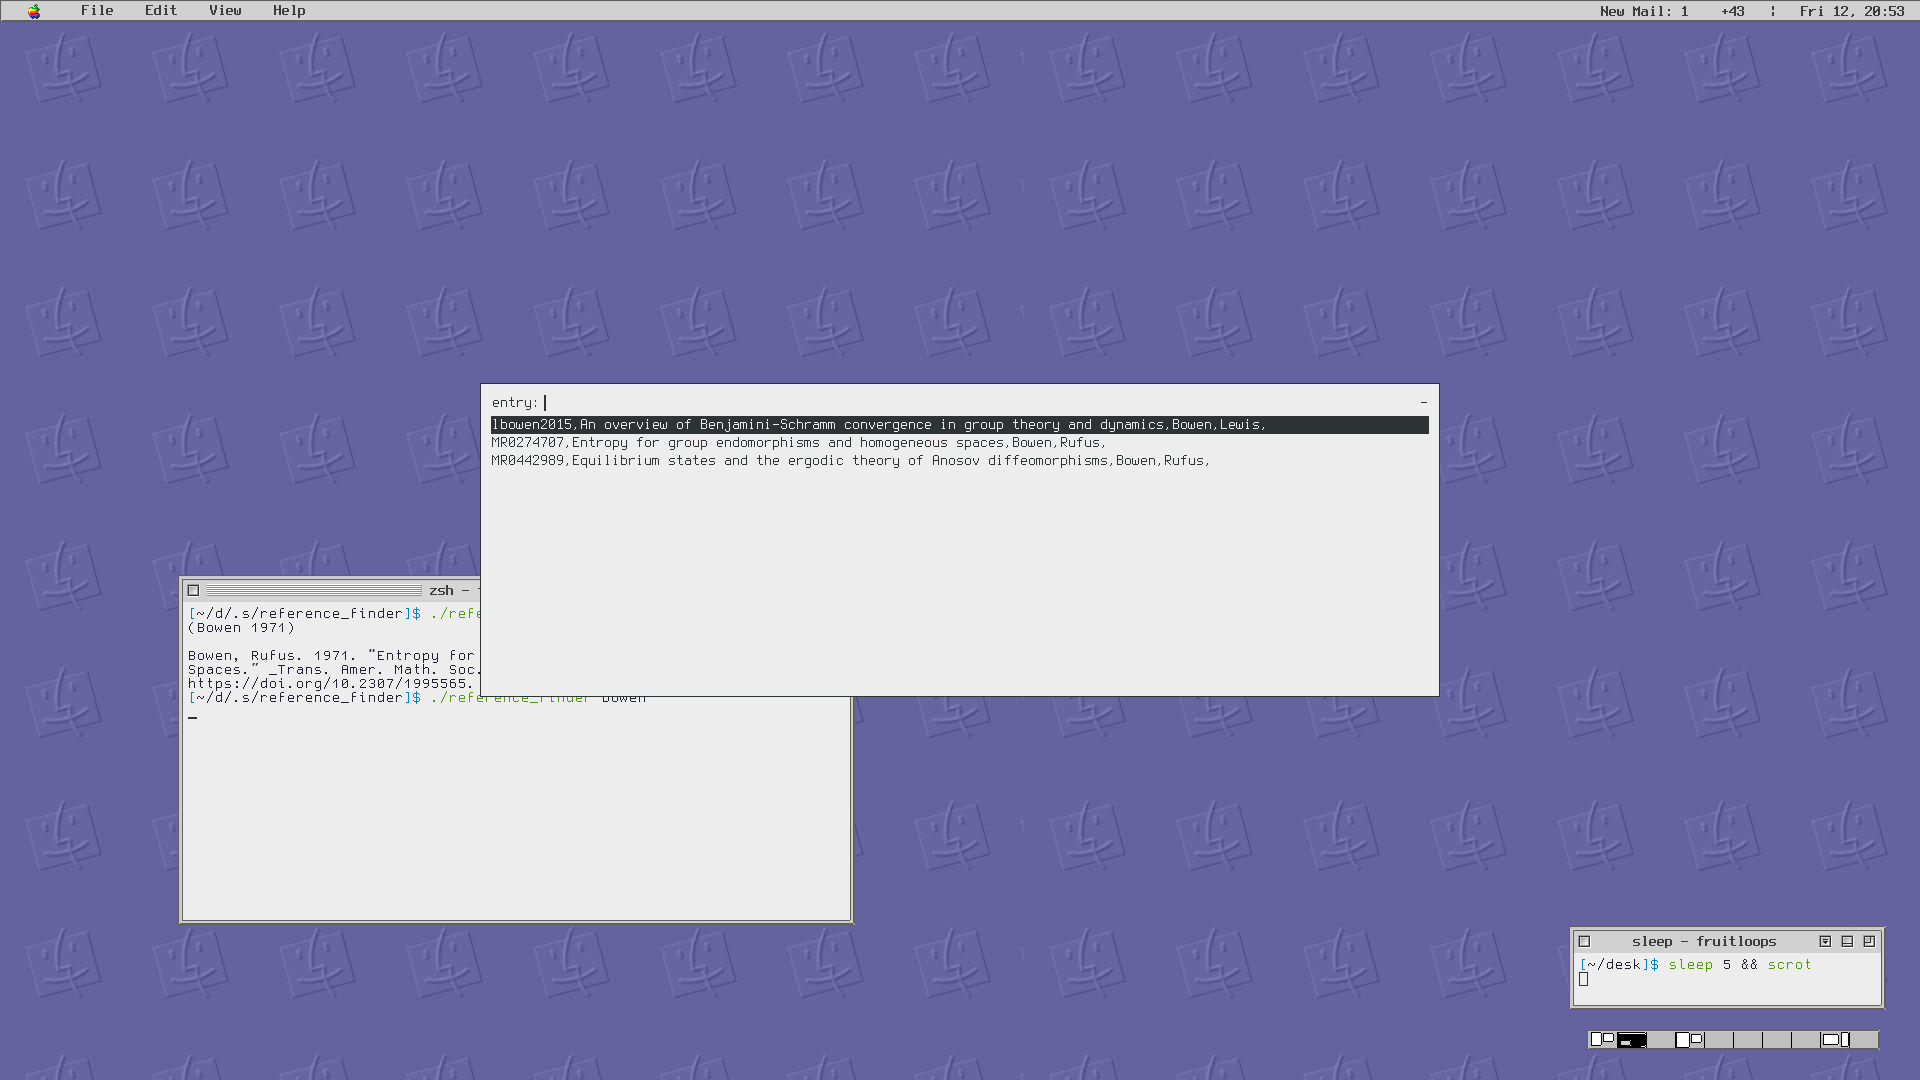 File Edit View Help
New Mail: 1 +43 ¦ Fri 12, 20:53
entry: –
lbowen2015,An overview of Benjamini-Schramm convergence in group theory and dynamics,Bowen,Lewis,
MR0274707,Entropy for group endomorphisms and homogeneous spaces,Bowen,Rufus,
MR0442989,Equilibrium states and the ergodic theory of Anosov diffeomorphisms,Bowen,Rufus,
zsh –
[~/d/.s/reference_finder]$ ./refe
(Bowen 1971)
Bowen, Rufus. 1971. “Entropy for
Spaces.” _Trans. Amer. Math. Soc.
https://doi.org/10.2307/1995565.
[~/d/.s/reference_finder]$ ./reference_finder Bowen
sleep – fruitloops
[~/desk]$ sleep 5 && scrot